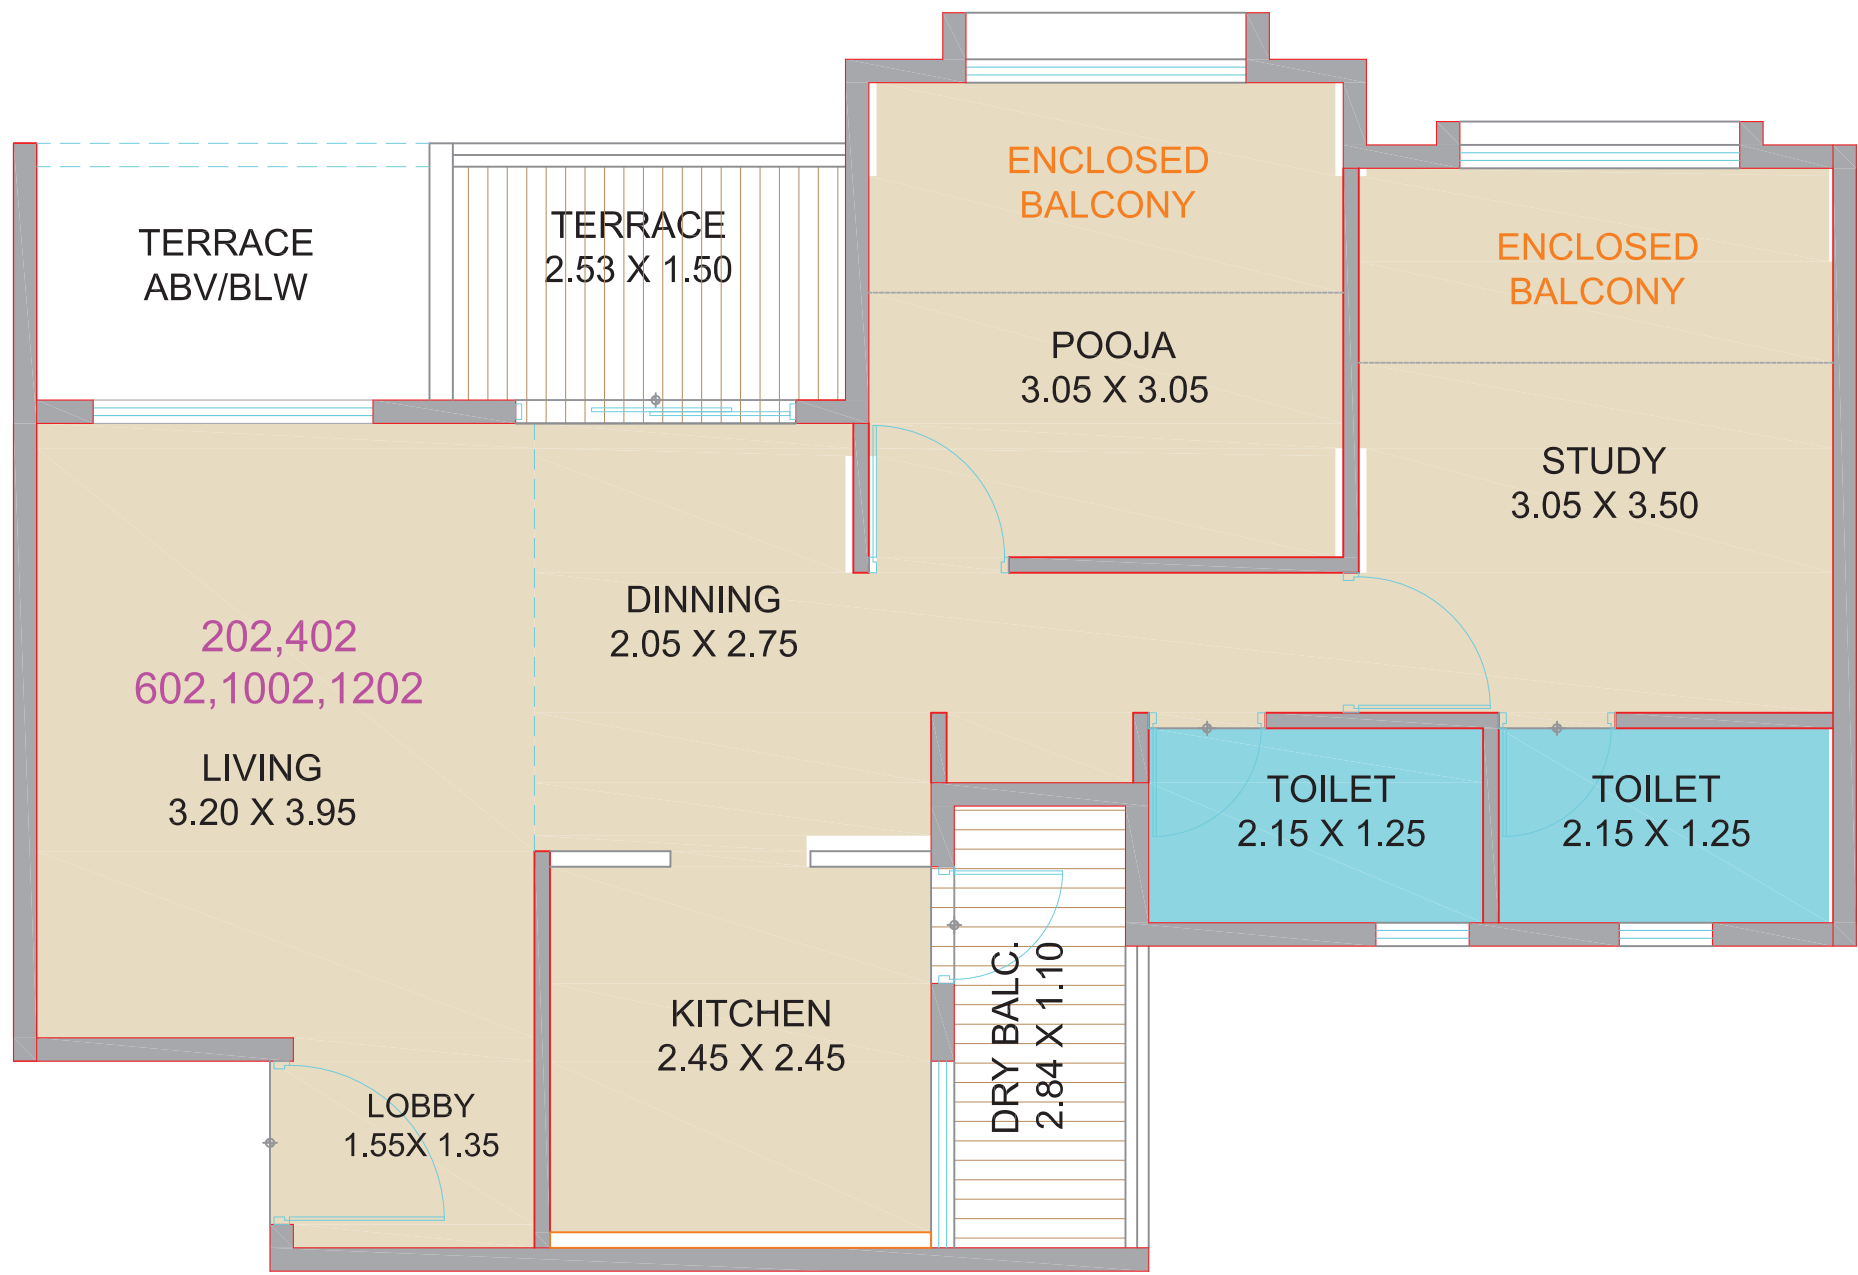 ENCLOSED
BALCONY
TERRACE
ABV/BLW
TERRACE
2.53 X 1.50
ENCLOSED
BALCONY
POOJA
3.05 X 3.05
STUDY
3.05 X 3.50
202,402
602,1002,1202
DINNING
2.05 X 2.75
LIVING
3.20 X 3.95
TOILET
2.15 X 1.25
TOILET
2.15 X 1.25
KITCHEN
2.45 X 2.45
DRY BALC.
2.84 X 1.10
LOBBY
1.55X 1.35